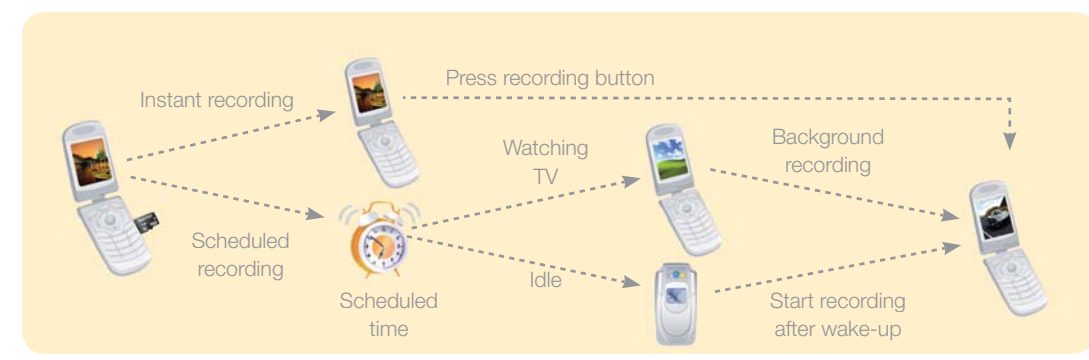 Press recording button
Instant recording
Watching
TV
Background
recording
Scheduled
recording
Idle
Scheduled
time
Start recording
after wake-up